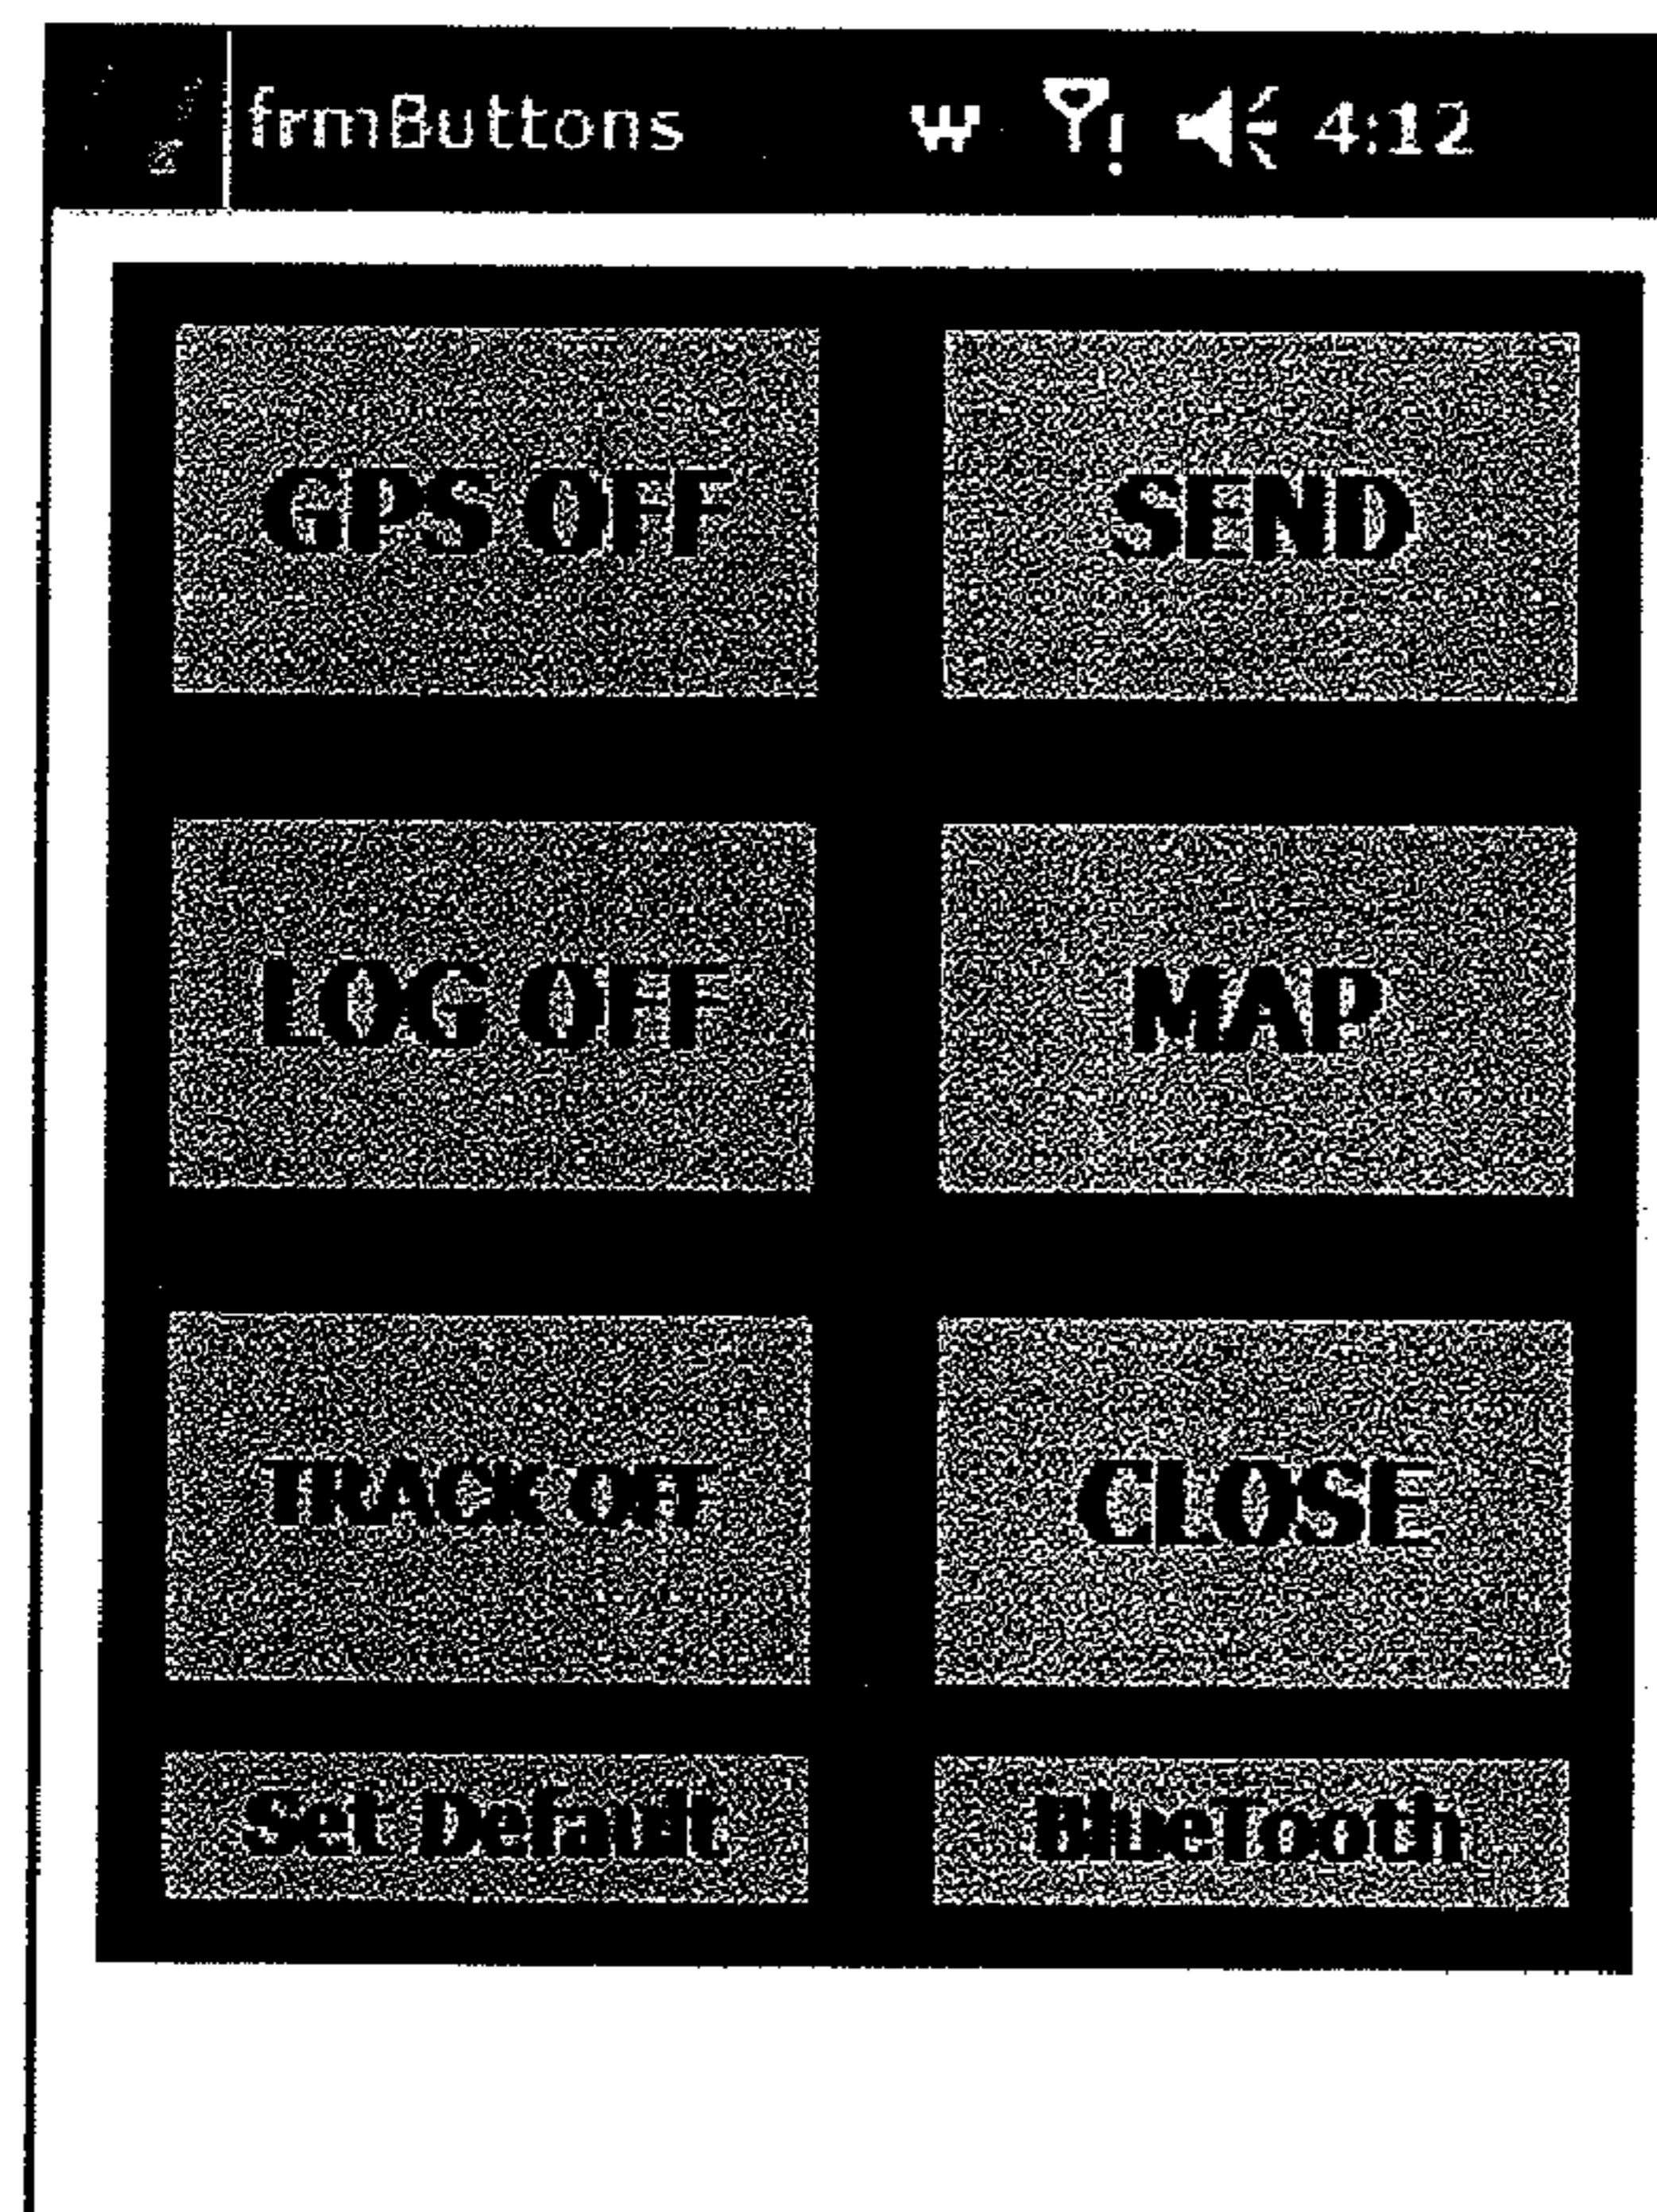 frmButtons 4:12
GPS OFF SEND
LOG OFF MAP
TRACK OFF CLOSE
Set Default BlueTooth